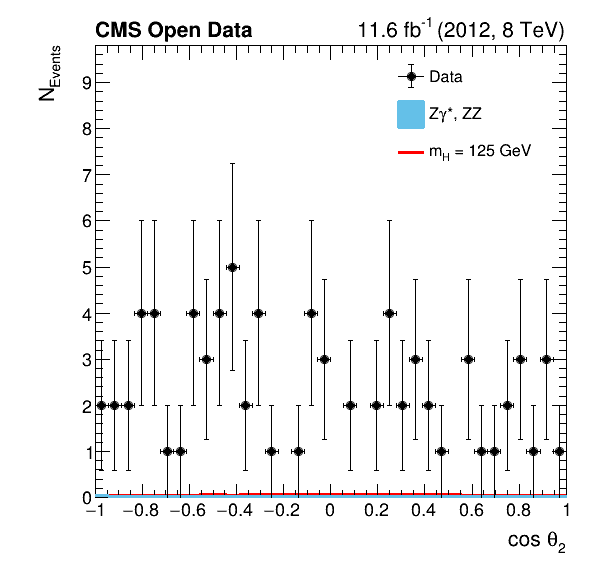 CMS Open Data 11.6 fb⁻¹ (2012, 8 TeV)
N_Events
Data
Zγ*, ZZ
m_H = 125 GeV
9
8
7
6
5
4
3
2
1
0
−1 −0.8 −0.6 −0.4 −0.2 0 0.2 0.4 0.6 0.8 1
cos θ₂